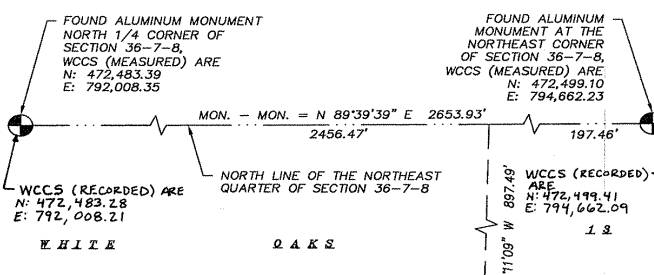 FOUND ALUMINUM MONUMENT
NORTH 1/4 CORNER OF
SECTION 36-7-8,
WCCS (MEASURED) ARE
N: 472,483.39
E: 792,008.35
FOUND ALUMINUM
MONUMENT AT THE
NORTHEAST CORNER
OF SECTION 36-7-8,
WCCS (MEASURED) ARE
N: 472,499.10
E: 794,662.23
MON. - MON. = N 89°39'39" E 2653.93'
2456.47'
197.46'
NORTH LINE OF THE NORTHEAST
QUARTER OF SECTION 36-7-8
WCCS (RECORDED) ARE
N: 472,483.28
E: 792,008.21
11'09" W 897.49'
WCCS (RECORDED)
ARE
N: 472,499.41
E: 794,662.09
WHITE OAKS
13